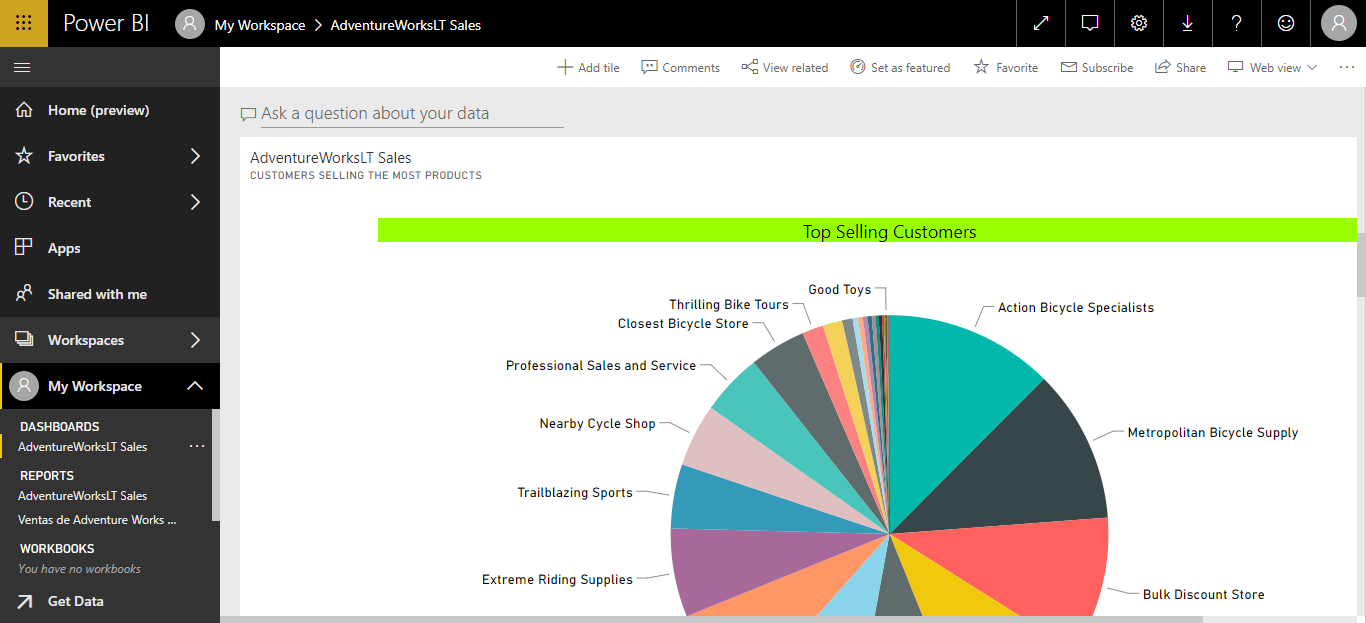 Power BI
My Workspace > AdventureWorksLT Sales
Add tile
Comments
View related
Set as featured
Favorite
Subscribe
Share
Web view
Home (preview)
Favorites
Recent
Apps
Shared with me
Workspaces
My Workspace
DASHBOARDS
AdventureWorksLT Sales
REPORTS
AdventureWorksLT Sales
Ventas de Adventure Works ...
WORKBOOKS
You have no workbooks
Get Data
Ask a question about your data
AdventureWorksLT Sales
CUSTOMERS SELLING THE MOST PRODUCTS
Top Selling Customers
Good Toys
Thrilling Bike Tours
Action Bicycle Specialists
Closest Bicycle Store
Professional Sales and Service
Nearby Cycle Shop
Metropolitan Bicycle Supply
Trailblazing Sports
Extreme Riding Supplies
Bulk Discount Store